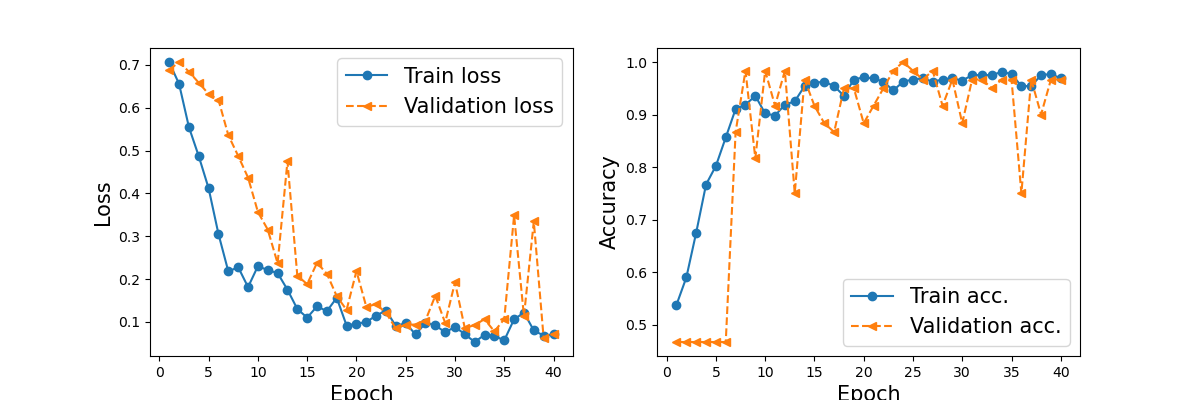 0.7
0.6
0.5
0.4
0.3
0.2
0.1
Loss
0 5 10 15 20 25 30 35 40
Epoch
Train loss
Validation loss
1.0
0.9
0.8
0.7
0.6
0.5
Accuracy
0 5 10 15 20 25 30 35 40
Epoch
Train acc.
Validation acc.